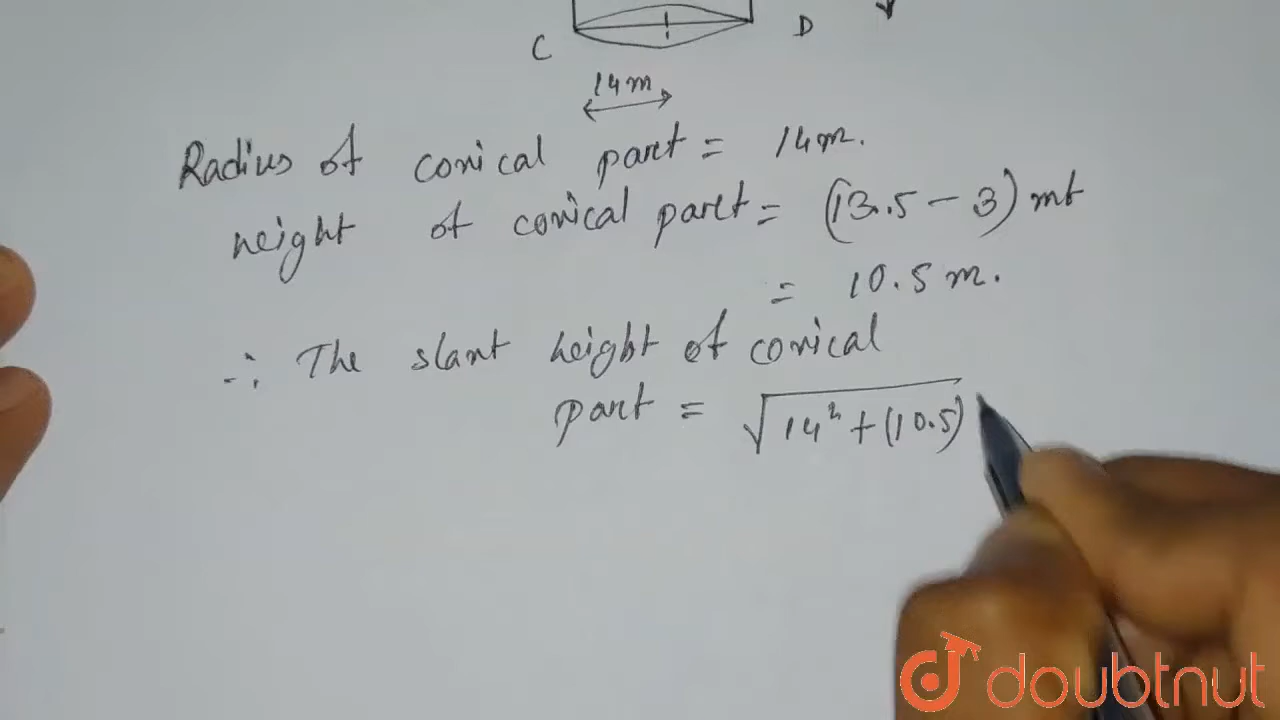 C D
14m
Radius of conical part = 14m.
height of conical part = (13.5 - 3) mt
= 10.5 m.
∴ The slant height of conical
part = √14² + (10.5)
doubtnut